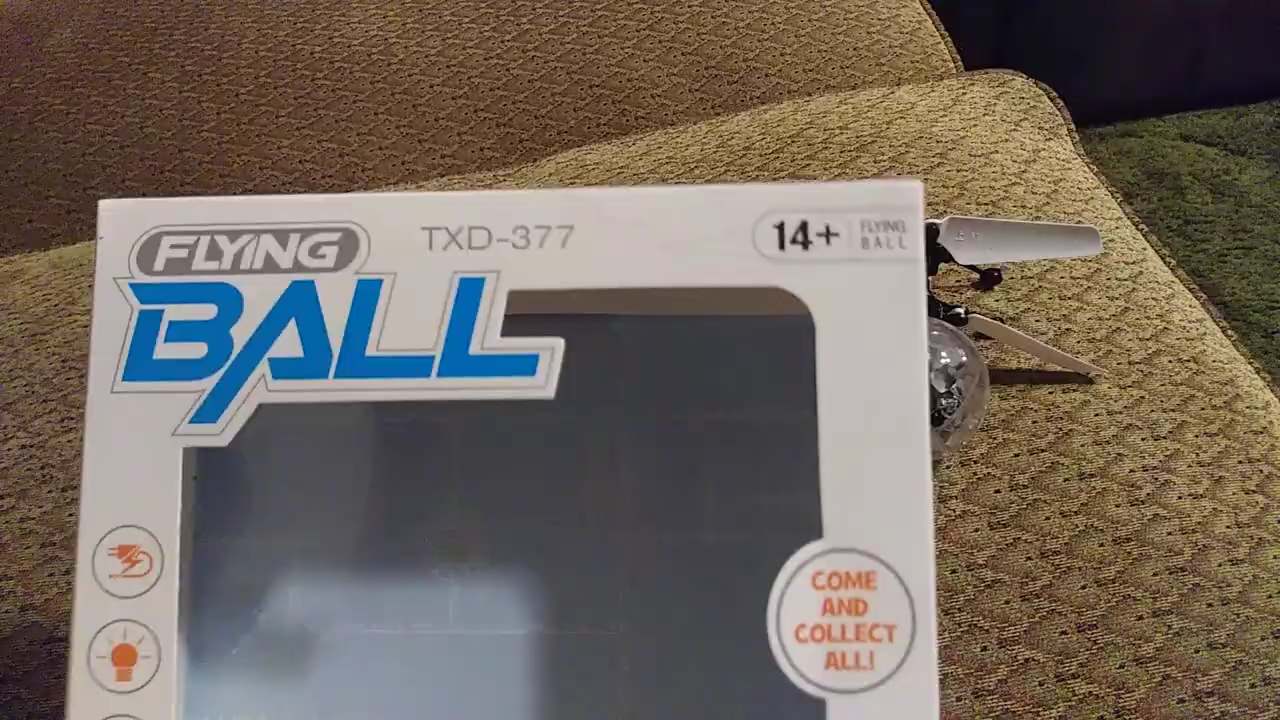 FLYING
BALL
TXD-377
14+
FLYING
BALL
COME
AND
COLLECT
ALL!